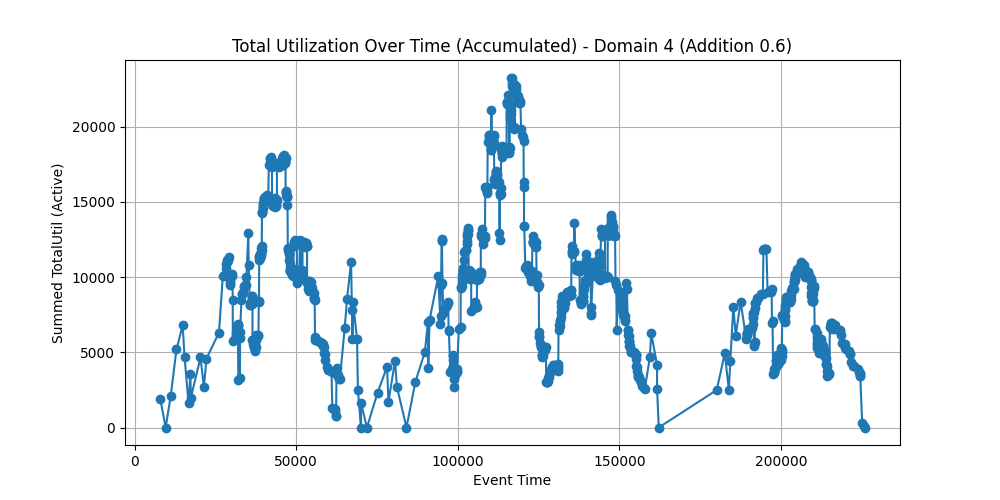 Total Utilization Over Time (Accumulated) - Domain 4 (Addition 0.6)
Summed TotalUtil (Active)
20000
15000
10000
5000
0
0 50000 100000 150000 200000
Event Time